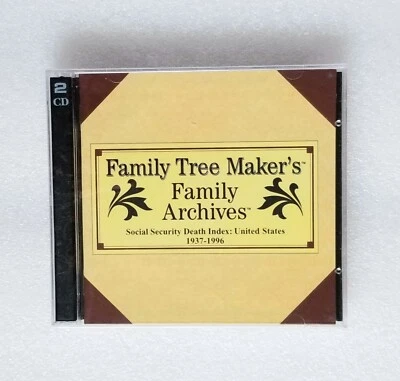 2
CD
Family Tree Maker's™
Family
Archives™
Social Security Death Index: United States
1937-1996